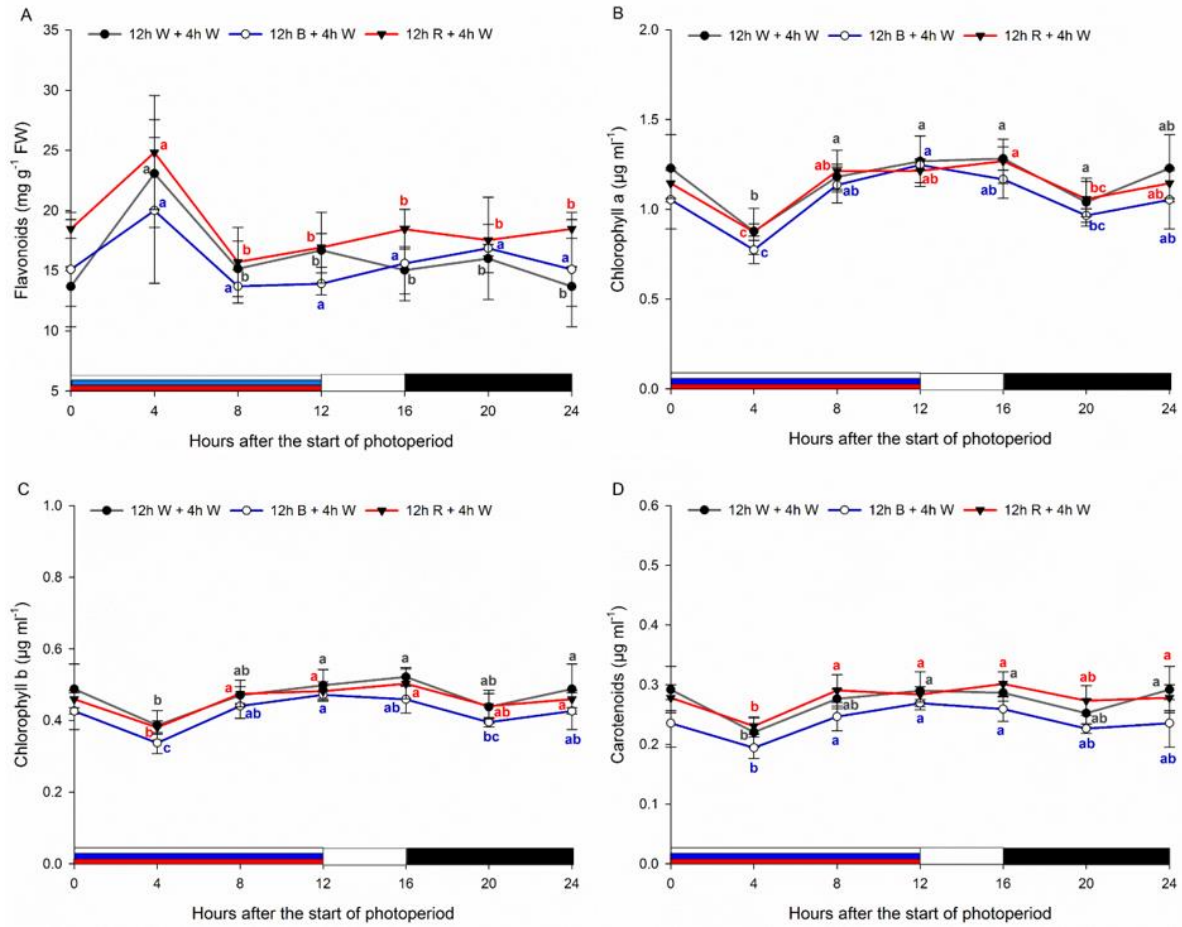 A
12h W + 4h W 12h B + 4h W 12h R + 4h W
Flavonoids (mg g⁻¹ FW)
40
35
30
25
20
15
10
5
a
a
a
b
b
a
b
b
a
b
a
b
b
a
b
b
a
b
0 4 8 12 16 20 24
Hours after the start of photoperiod
B
12h W + 4h W 12h B + 4h W 12h R + 4h W
Chlorophyll a (µg ml⁻¹)
2.0
1.5
1.0
0.5
0.0
b
c
c
a
ab
ab
a
a
ab
a
a
ab
a
bc
bc
ab
ab
ab
0 4 8 12 16 20 24
Hours after the start of photoperiod
C
12h W + 4h W 12h B + 4h W 12h R + 4h W
Chlorophyll b (µg ml⁻¹)
1.0
0.8
0.6
0.4
0.2
0.0
b
b
c
ab
a
ab
a
a
a
a
a
ab
ab
ab
bc
a
a
ab
0 4 8 12 16 20 24
Hours after the start of photoperiod
D
12h W + 4h W 12h B + 4h W 12h R + 4h W
Carotenoids (µg ml⁻¹)
0.6
0.5
0.4
0.3
0.2
0.1
0.0
b
b
b
a
ab
a
a
a
a
a
a
a
ab
ab
ab
a
a
ab
0 4 8 12 16 20 24
Hours after the start of photoperiod